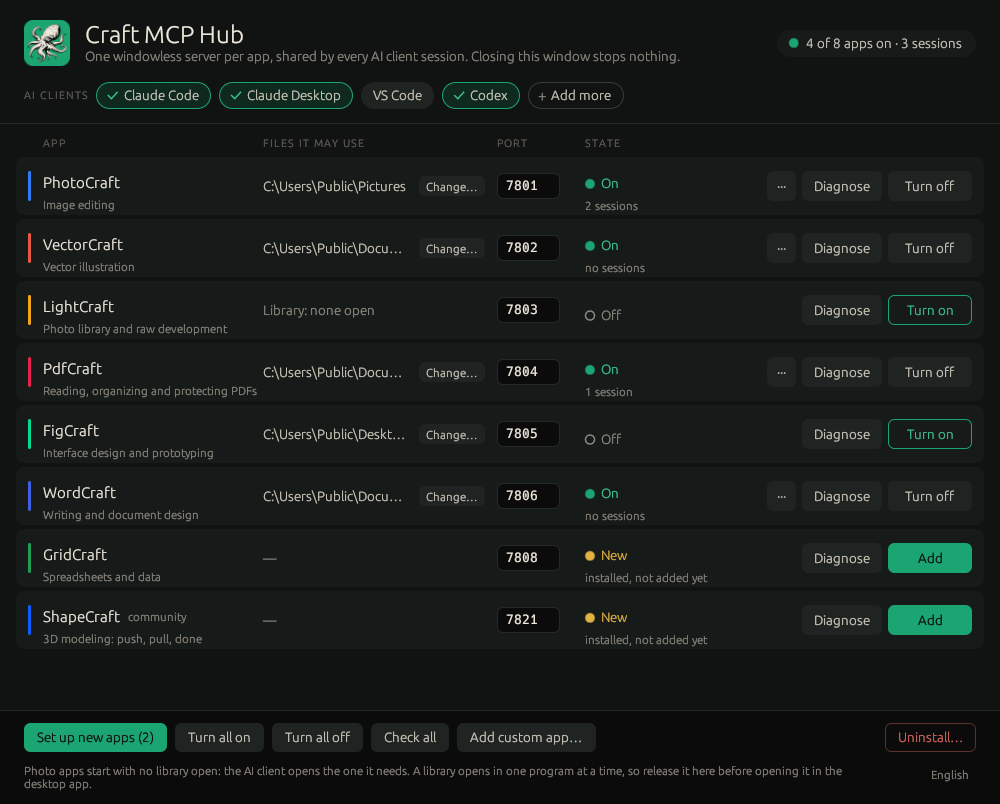 Craft MCP Hub
One windowless server per app, shared by every AI client session. Closing this window stops nothing.
4 of 8 apps on · 3 sessions
AI CLIENTS Claude Code Claude Desktop VS Code Codex + Add more
APP FILES IT MAY USE PORT STATE
PhotoCraft C:\Users\Public\Pictures Change... 7801 On ... Diagnose Turn off
Image editing 2 sessions
VectorCraft C:\Users\Public\Docu... Change... 7802 On ... Diagnose Turn off
Vector illustration no sessions
LightCraft Library: none open 7803 Off Diagnose Turn on
Photo library and raw development
PdfCraft C:\Users\Public\Docu... Change... 7804 On ... Diagnose Turn off
Reading, organizing and protecting PDFs 1 session
FigCraft C:\Users\Public\Deskt... Change... 7805 Off Diagnose Turn on
Interface design and prototyping
WordCraft C:\Users\Public\Docu... Change... 7806 On ... Diagnose Turn off
Writing and document design no sessions
GridCraft — 7808 New Diagnose Add
Spreadsheets and data installed, not added yet
ShapeCraft community — 7821 New Diagnose Add
3D modeling: push, pull, done installed, not added yet
Set up new apps (2) Turn all on Turn all off Check all Add custom app... Uninstall...
Photo apps start with no library open: the AI client opens the one it needs. A library opens in one program at a time, so release it here before opening it in the
desktop app.
English